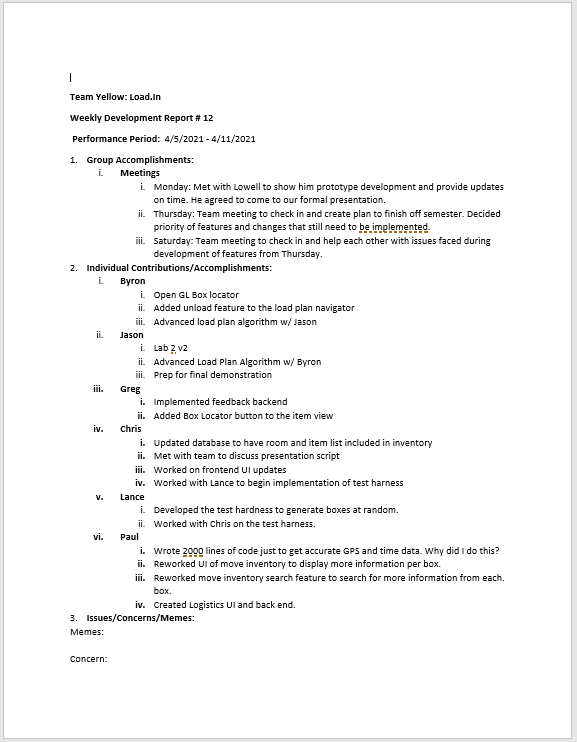 Team Yellow: Load.In
Weekly Development Report # 12
Performance Period: 4/5/2021 - 4/11/2021
1. Group Accomplishments:
i. Meetings
i. Monday: Met with Lowell to show him prototype development and provide updates
on time. He agreed to come to our formal presentation.
ii. Thursday: Team meeting to check in and create plan to finish off semester. Decided
priority of features and changes that still need to be implemented.
iii. Saturday: Team meeting to check in and help each other with issues faced during
development of features from Thursday.
2. Individual Contributions/Accomplishments:
i. Byron
i. Open GL Box locator
ii. Added unload feature to the load plan navigator
iii. Advanced load plan algorithm w/ Jason
ii. Jason
i. Lab 2 v2
ii. Advanced Load Plan Algorithm w/ Byron
iii. Prep for final demonstration
iii. Greg
i. Implemented feedback backend
ii. Added Box Locator button to the item view
iv. Chris
i. Updated database to have room and item list included in inventory
ii. Met with team to discuss presentation script
iii. Worked on frontend UI updates
iv. Worked with Lance to begin implementation of test harness
v. Lance
i. Developed the test hardness to generate boxes at random.
ii. Worked with Chris on the test harness.
vi. Paul
i. Wrote 2000 lines of code just to get accurate GPS and time data. Why did I do this?
ii. Reworked UI of move inventory to display more information per box.
iii. Reworked move inventory search feature to search for more information from each.
box.
iv. Created Logistics UI and back end.
3. Issues/Concerns/Memes:
Memes:
Concern: